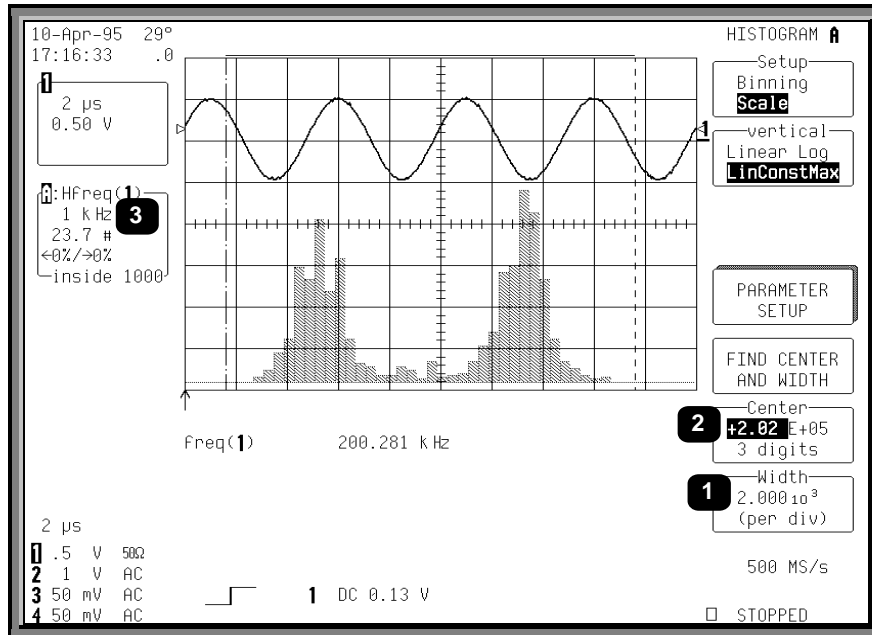 10-Apr-95 29°
17:16:33 .0
1
2 µs
0.50 V
A:Hfreq(1)
1 kHz
3
23.7 #
←0%/→0%
inside 1000
1
freq(1) 200.281 kHz
HISTOGRAM A
Setup
Binning
Scale
vertical
Linear Log
LinConstMax
PARAMETER
SETUP
FIND CENTER
AND WIDTH
Center
2
+2.02 E+05
3 digits
Width
1
2.000 10³
(per div)
2 µs
1 .5 V 50Ω
2 1 V AC
3 50 mV AC
4 50 mV AC
1 DC 0.13 V
500 MS/s
STOPPED